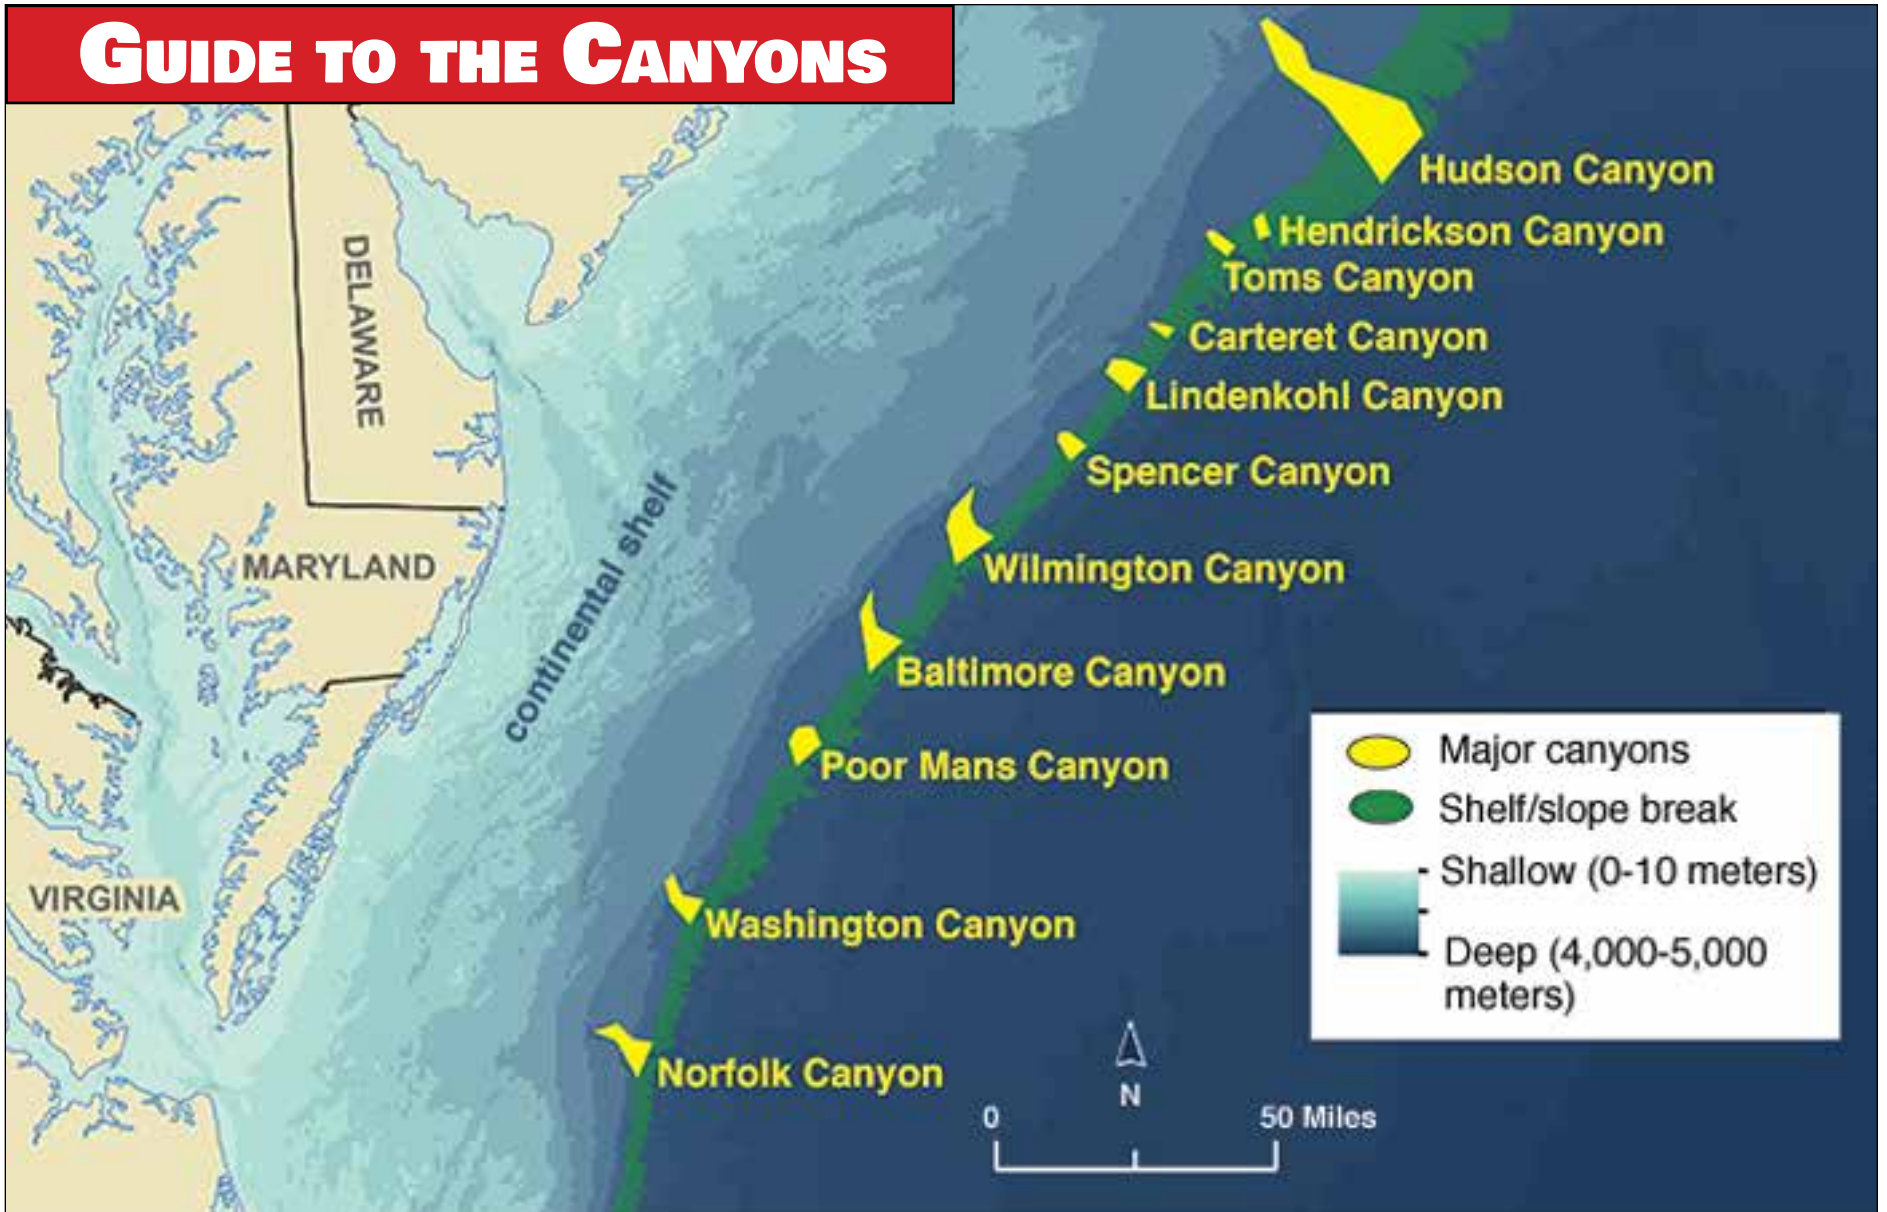 GUIDE TO THE CANYONS
Hudson Canyon
Hendrickson Canyon
Toms Canyon
Carteret Canyon
Lindenkohl Canyon
Spencer Canyon
Wilmington Canyon
Baltimore Canyon
Poor Mans Canyon
Washington Canyon
Norfolk Canyon
DELAWARE
MARYLAND
VIRGINIA
continental shelf
Major canyons
Shelf/slope break
Shallow (0-10 meters)
Deep (4,000-5,000
meters)
N
0
50 Miles